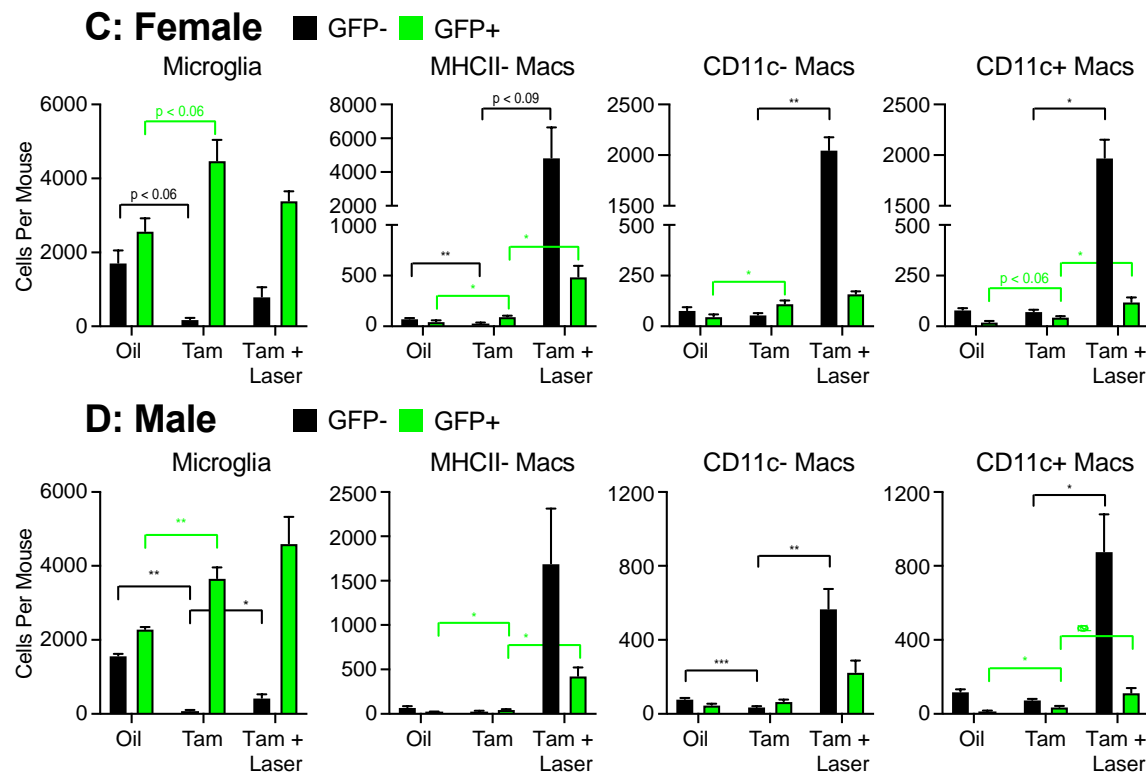 C: Female GFP- GFP+
Microglia MHCII- Macs CD11c- Macs CD11c+ Macs
Cells Per Mouse
6000
4000
2000
0
p < 0.06
p < 0.06
Oil Tam Tam +
Laser
8000
6000
4000
2000
1000
500
0
p < 0.09
**
*
*
Oil Tam Tam +
Laser
2500
2000
1500
500
250
0
**
*
Oil Tam Tam +
Laser
2500
2000
1500
500
250
0
*
*
p < 0.06
Oil Tam Tam +
Laser
D: Male GFP- GFP+
Microglia MHCII- Macs CD11c- Macs CD11c+ Macs
Cells Per Mouse
6000
4000
2000
0
**
**
*
Oil Tam Tam +
Laser
2500
2000
1500
1000
500
0
*
*
Oil Tam Tam +
Laser
1200
800
400
0
**
***
Oil Tam Tam +
Laser
1200
800
400
0
*
*
Oil Tam Tam +
Laser